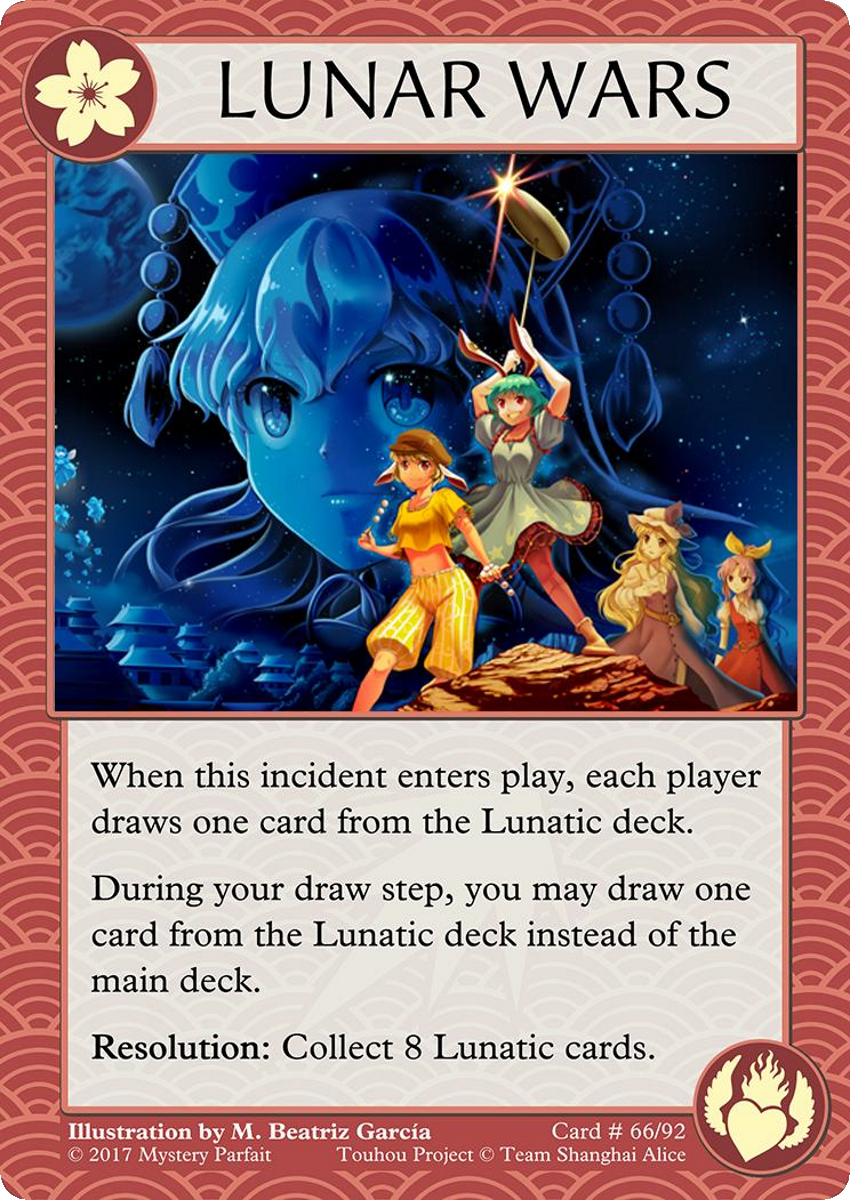 LUNAR WARS
When this incident enters play, each player
draws one card from the Lunatic deck.
During your draw step, you may draw one
card from the Lunatic deck instead of the
main deck.
Resolution: Collect 8 Lunatic cards.
Illustration by M. Beatriz García
Card # 66/92
© 2017 Mystery Parfait
Touhou Project © Team Shanghai Alice